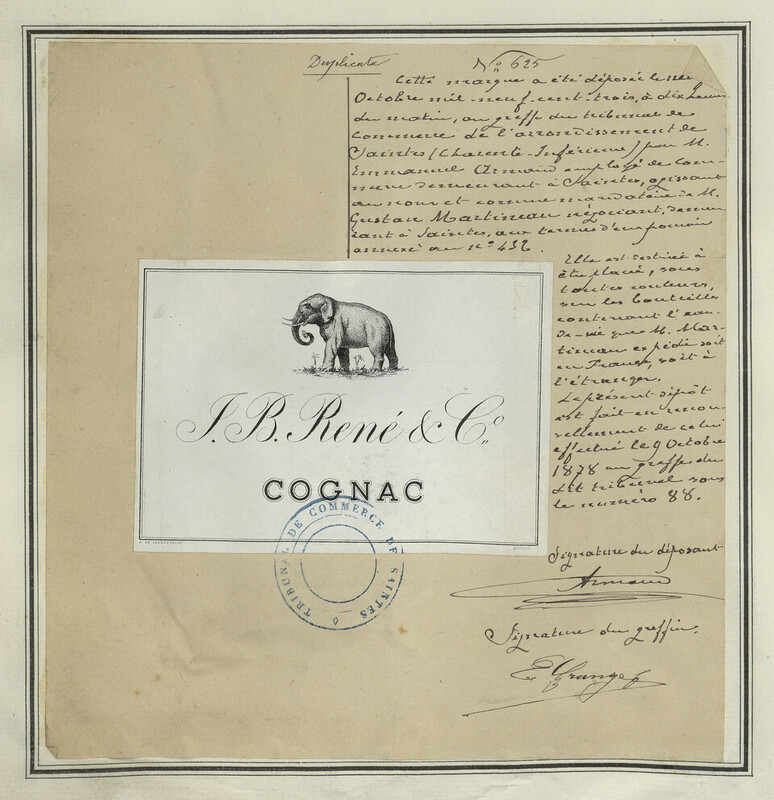 Duplicata
No 625
Cette marque a été déposée le 1er
Octobre mil-neuf-cent-trois, à dix heures
du matin, au greffe du tribunal de
Commerce de l'arrondissement de
Saintes (Charente-Inférieure) par M.
Emmanuel Armand employé de Com-
merce demeurant à Saintes, agissant
au nom et comme mandataire de M.
Gustave Martineau négociant, demeu-
rant à Saintes, aux termes d'un pouvoir
annexé au no 432.
Elle est destinée à
être placée, sous
toutes couleurs,
sur les bouteilles
contenant l'eau-
de-vie que M. Mar-
tineau expédie soit
en France, soit à
l'étranger.
Le présent dépôt
est fait en renou-
vellement de celui
effectué le 9 Octobre
1878 au greffe du
dit tribunal sous
le numéro 88.
J.B. René & Co.
COGNAC
TRIBUNAL DE COMMERCE DE SAINTES
Signature du déposant
Armand
Signature du greffier.
E Grange